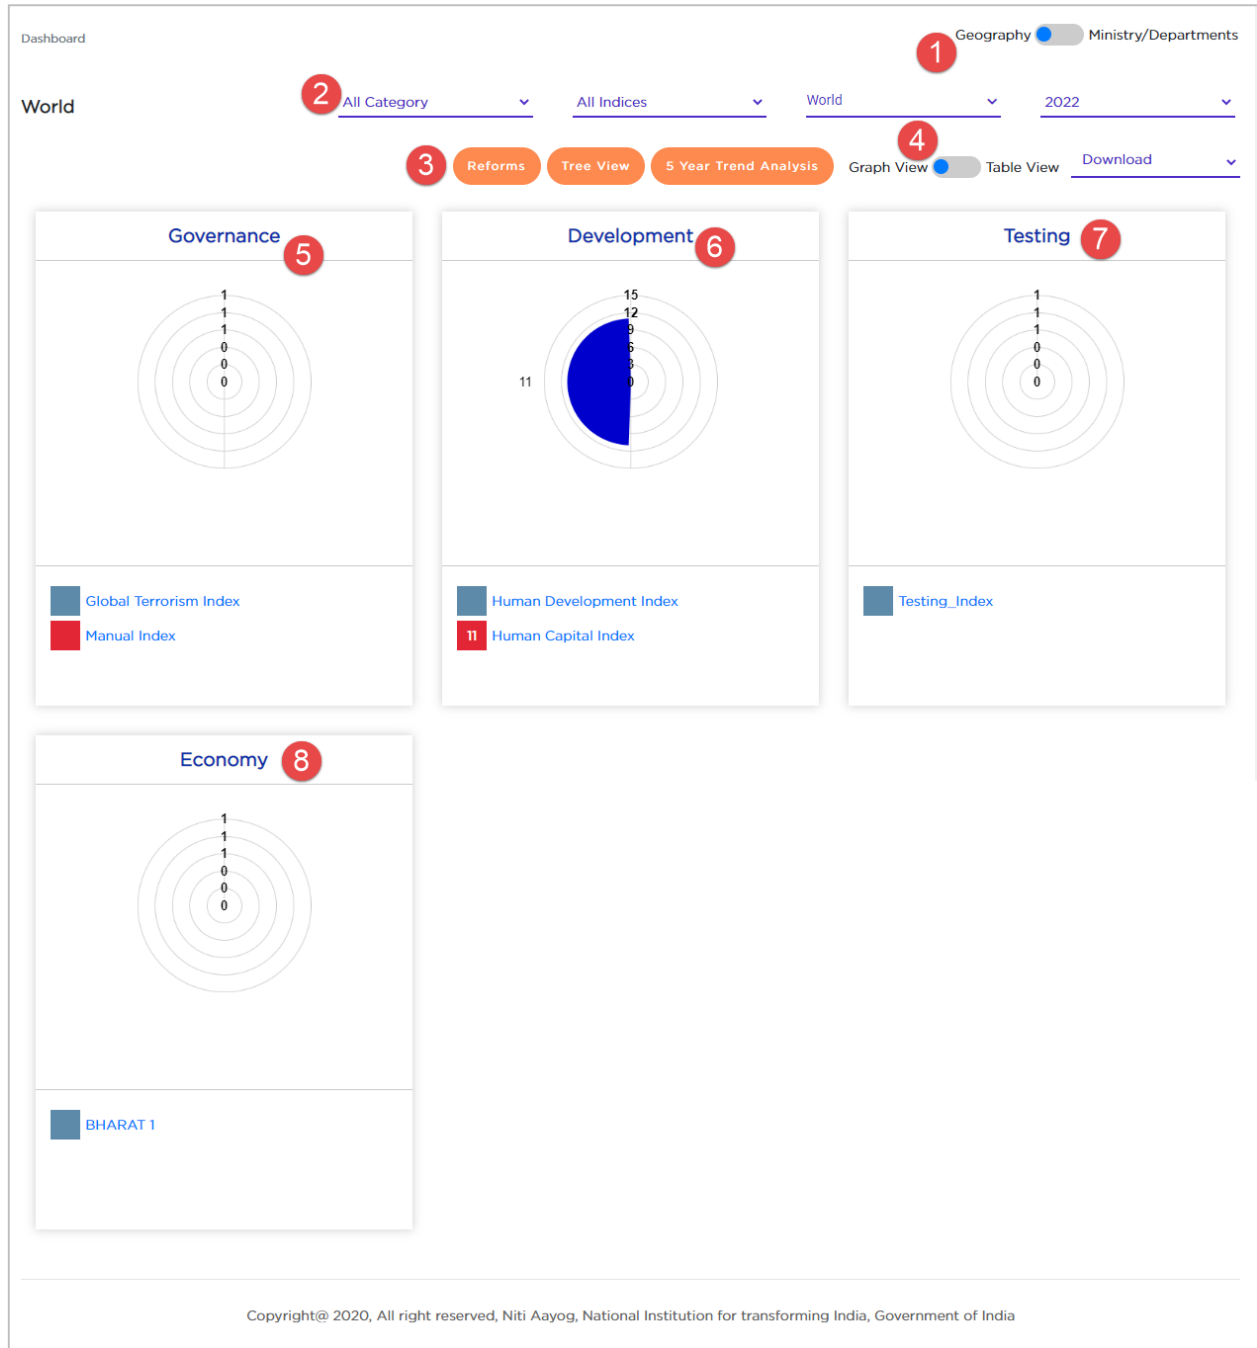 Dashboard
1 Geography Ministry/Departments
World
2 All Category All Indices World 2022
3 Reforms Tree View 5 Year Trend Analysis
4 Graph View Table View Download
Governance 5
1
1
1
0
0
0
Global Terrorism Index
Manual Index
Development 6
15
12
9
6
3
0
11
Human Development Index
11 Human Capital Index
Testing 7
1
1
1
0
0
0
Testing_Index
Economy 8
1
1
1
0
0
0
BHARAT 1
Copyright@ 2020, All right reserved, Niti Aayog, National Institution for transforming India, Government of India